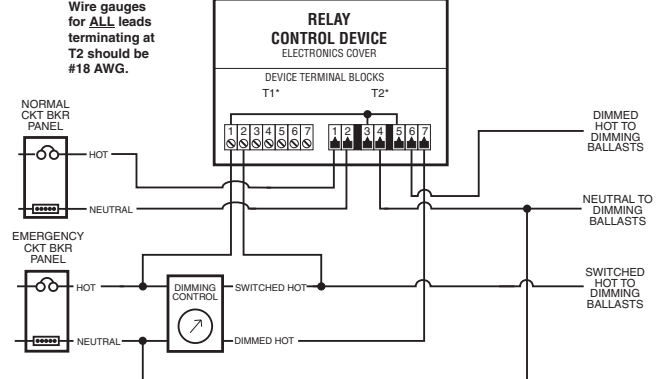 Wire gauges
for ALL leads
terminating at
T2 should be
#18 AWG.
RELAY
CONTROL DEVICE
ELECTRONICS COVER
DEVICE TERMINAL BLOCKS
T1* T2*
1 2 3 4 5 6 7 1 2 3 4 5 6 7
NORMAL
CKT BKR
PANEL
HOT
NEUTRAL
DIMMED
HOT TO
DIMMING
BALLASTS
NEUTRAL TO
DIMMING
BALLASTS
EMERGENCY
CKT BKR
PANEL
HOT
NEUTRAL
DIMMING
CONTROL
SWITCHED HOT
DIMMED HOT
SWITCHED
HOT TO
DIMMING
BALLASTS